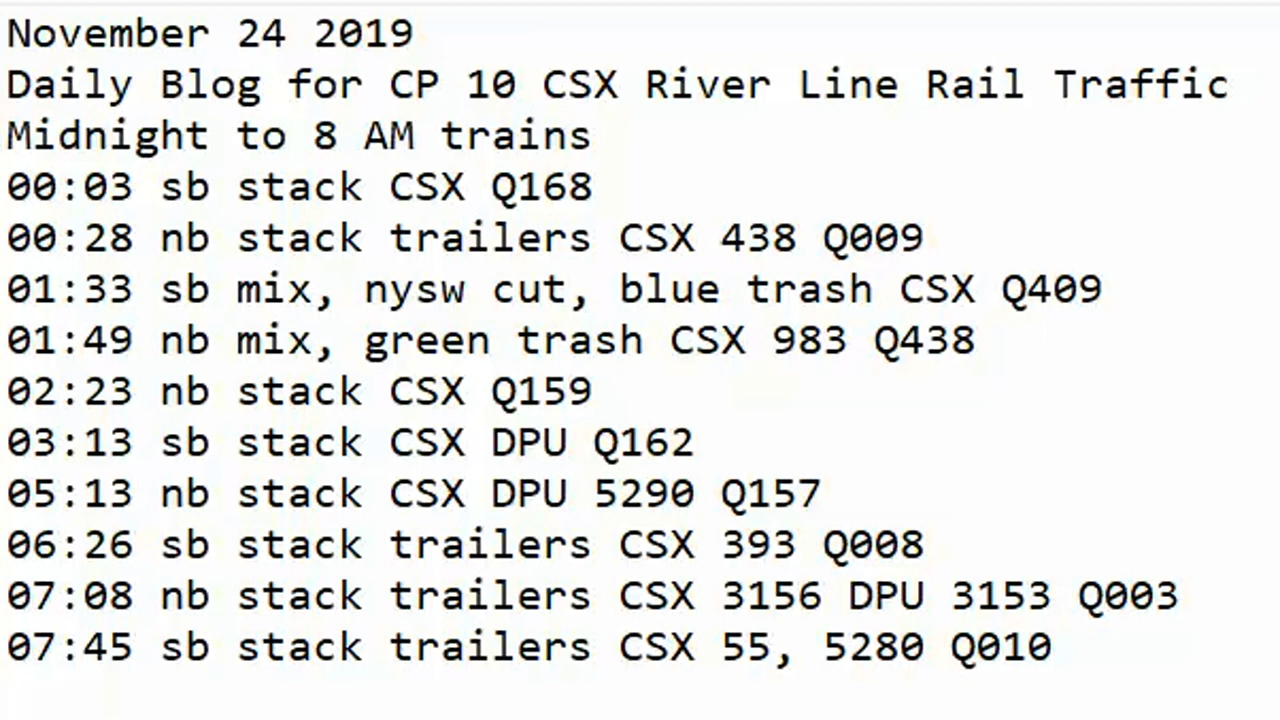 November 24 2019
Daily Blog for CP 10 CSX River Line Rail Traffic
Midnight to 8 AM trains
00:03 sb stack CSX Q168
00:28 nb stack trailers CSX 438 Q009
01:33 sb mix, nysw cut, blue trash CSX Q409
01:49 nb mix, green trash CSX 983 Q438
02:23 nb stack CSX Q159
03:13 sb stack CSX DPU Q162
05:13 nb stack CSX DPU 5290 Q157
06:26 sb stack trailers CSX 393 Q008
07:08 nb stack trailers CSX 3156 DPU 3153 Q003
07:45 sb stack trailers CSX 55, 5280 Q010